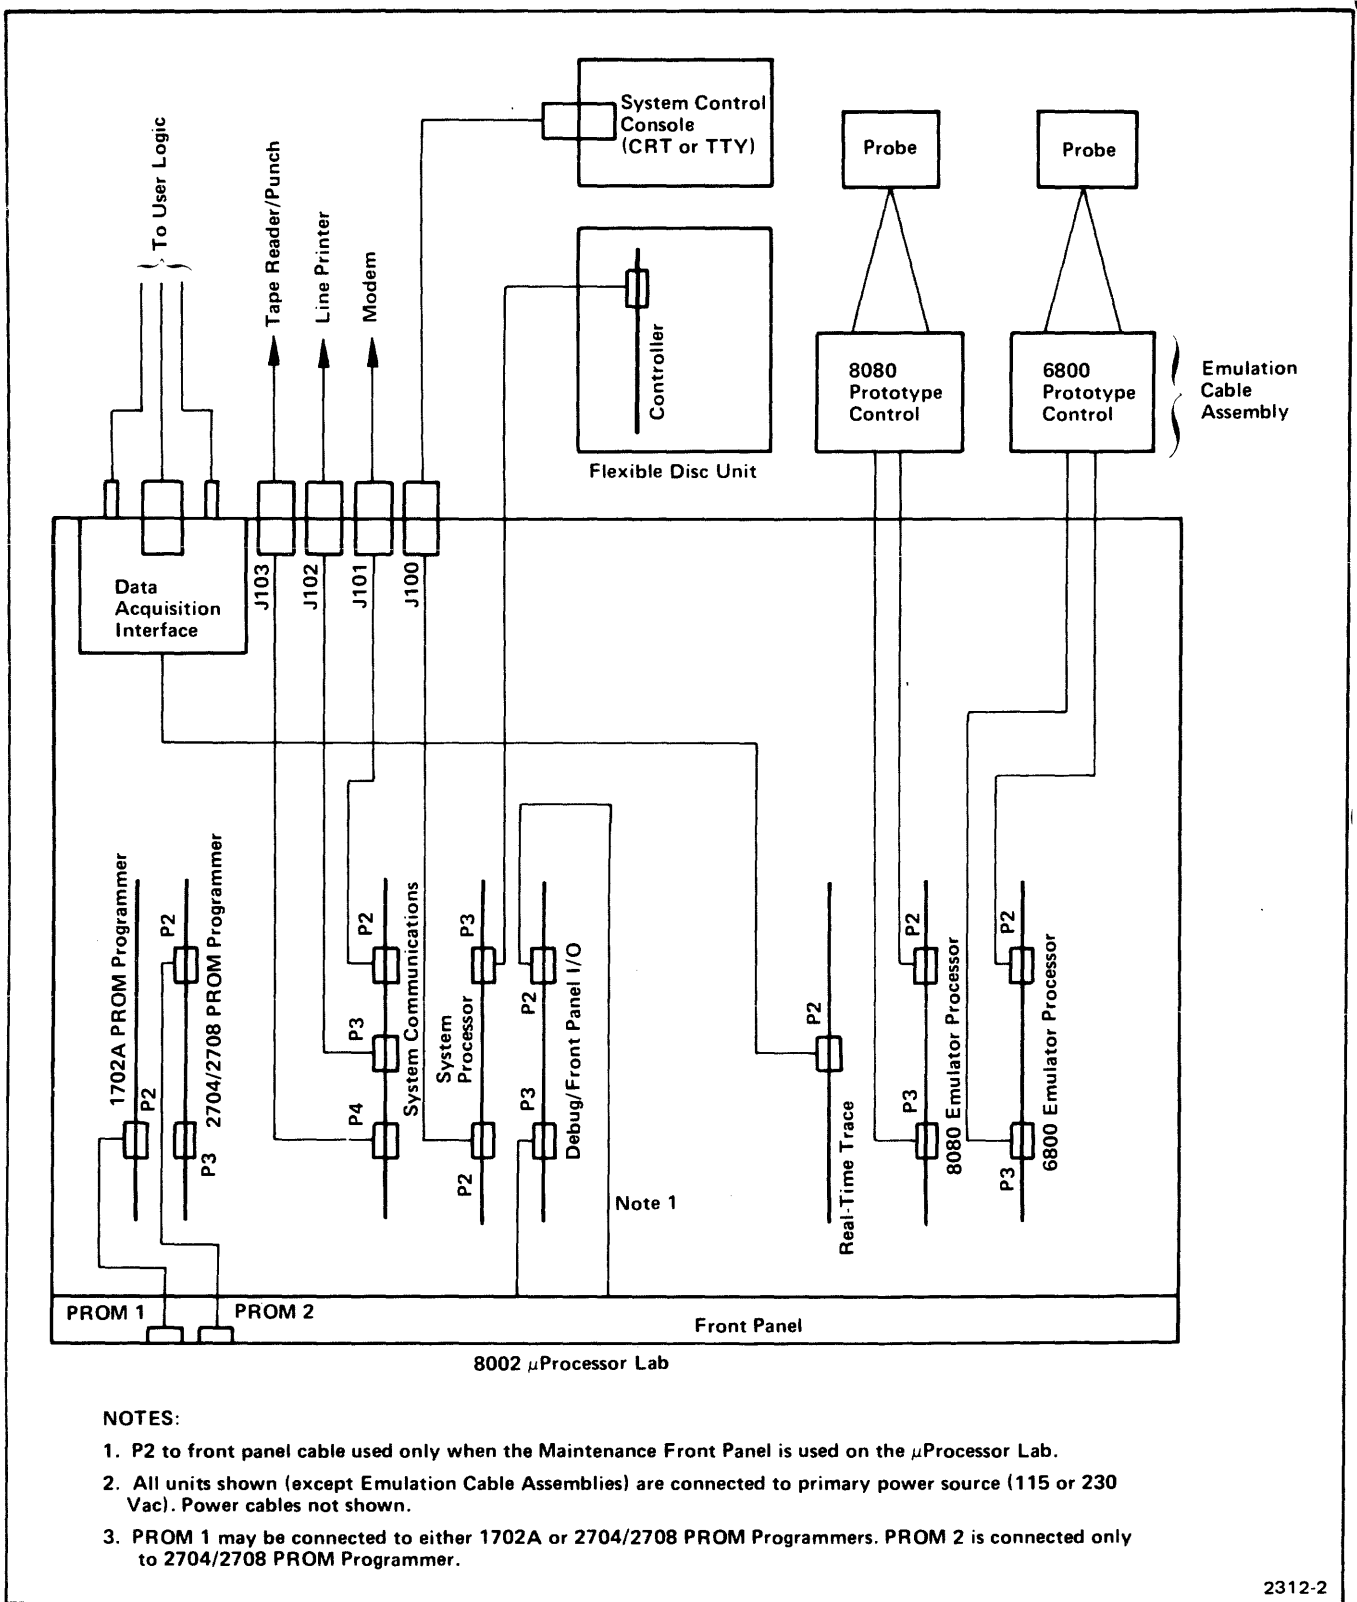 System Control
Console
(CRT or TTY)
Probe
Probe
To User Logic
Tape Reader/Punch
Line Printer
Modem
Controller
8080
Prototype
Control
6800
Prototype
Control
Emulation
Cable
Assembly
Flexible Disc Unit
Data
Acquisition
Interface
J103
J102
J101
J100
1702A PROM Programmer
P2
P2
P3
2704/2708 PROM Programmer
P2
P3
P4
System Communications
System
Processor
P3
P2
P2
P3
Debug/Front Panel I/O
Note 1
P2
Real-Time Trace
P2
P3
8080 Emulator Processor
P2
P3
6800 Emulator Processor
PROM 1
PROM 2
Front Panel
8002 μProcessor Lab
NOTES:
1. P2 to front panel cable used only when the Maintenance Front Panel is used on the μProcessor Lab.
2. All units shown (except Emulation Cable Assemblies) are connected to primary power source (115 or 230
Vac). Power cables not shown.
3. PROM 1 may be connected to either 1702A or 2704/2708 PROM Programmers. PROM 2 is connected only
to 2704/2708 PROM Programmer.
2312-2